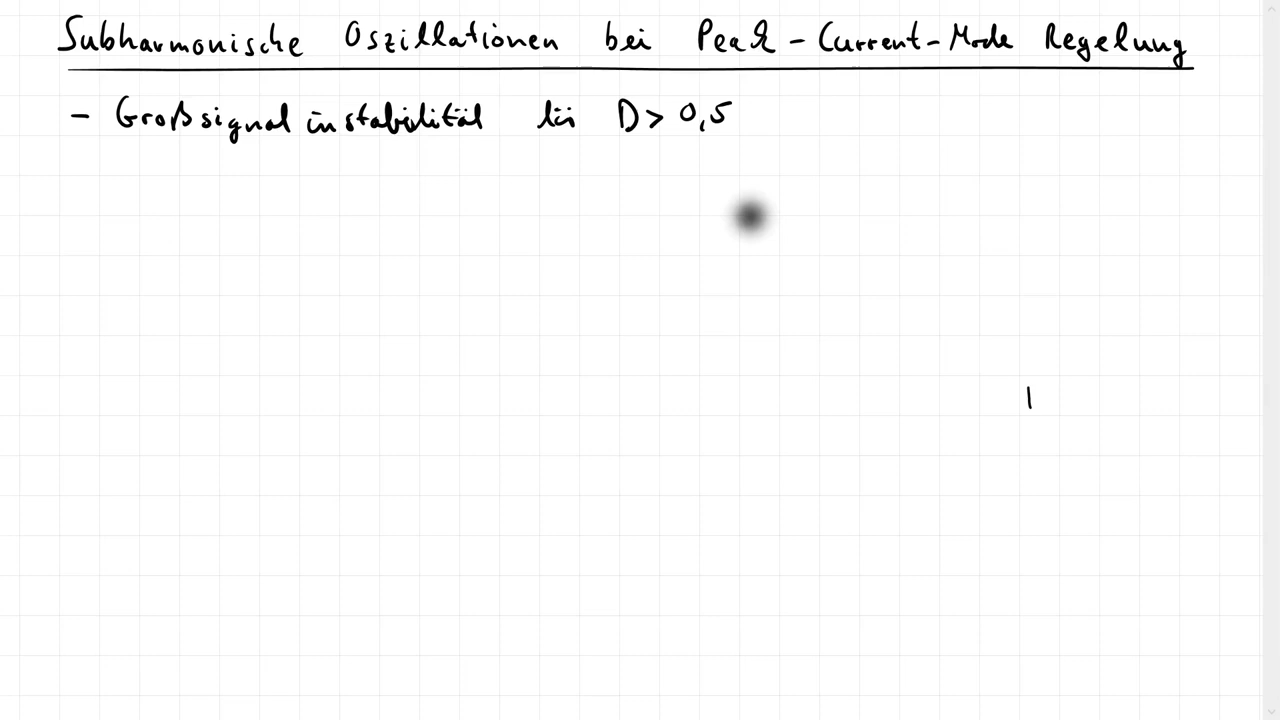 Subharmonische Oszillationen bei Peak-Current-Mode Regelung
- Großsignalinstabilität für D > 0,5